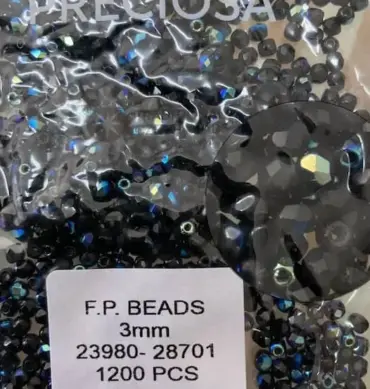 PRECIOSA
F.P. BEADS
3mm
23980- 28701
1200 PCS